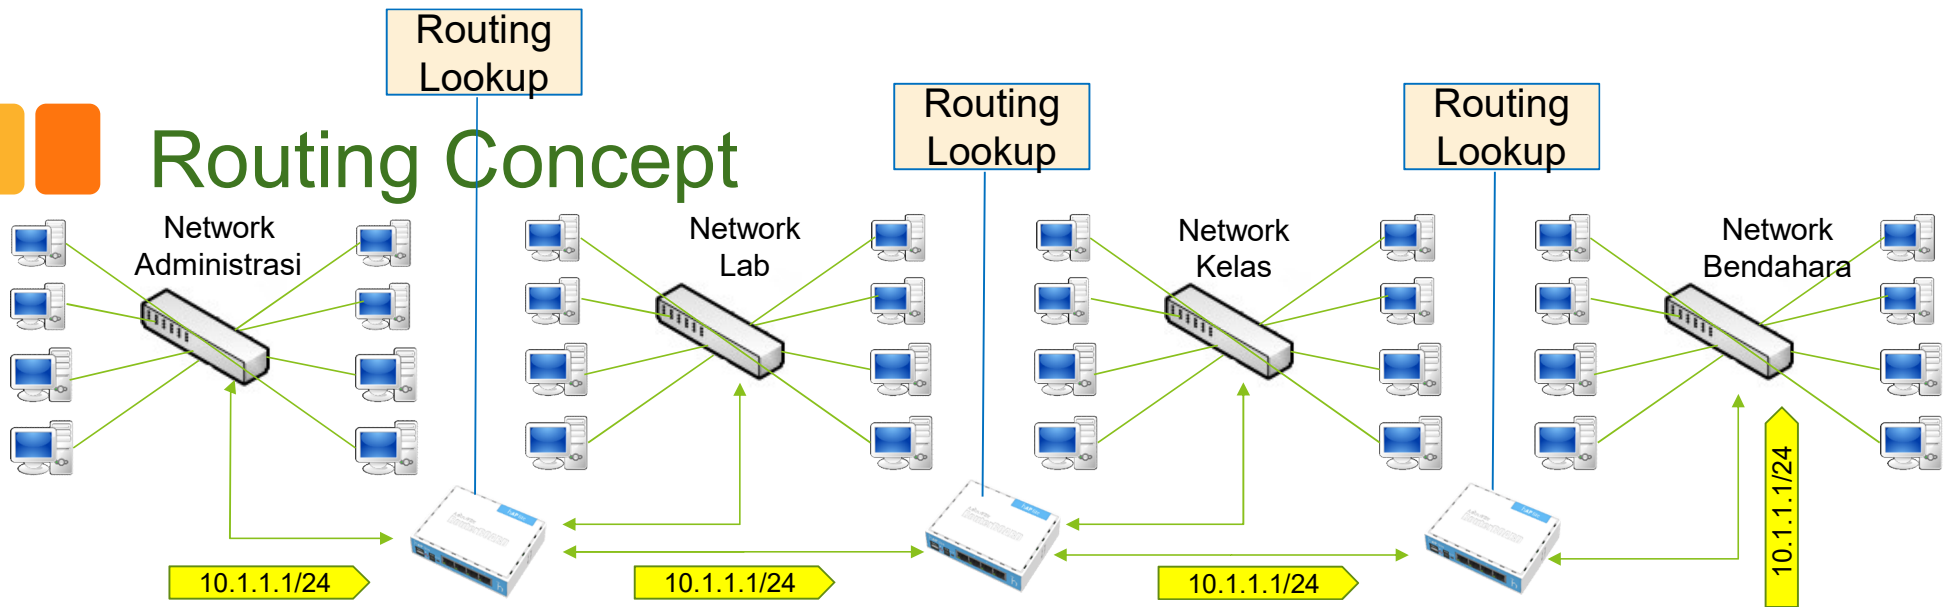 Routing
Lookup
Routing
Lookup
Routing
Lookup
Routing Concept
Network
Administrasi
Network
Lab
Network
Kelas
Network
Bendahara
10.1.1.1/24
10.1.1.1/24
10.1.1.1/24
10.1.1.1/24